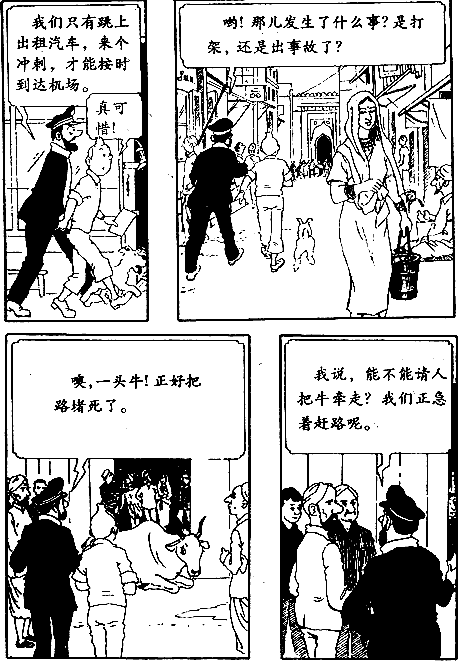 我们只有跳上
出租汽车，来个
冲刺，才能按时
到达机场。
真可
惜！
哟！那儿发生了什么事？是打
架，还是出事故了？
噢，一头牛！正好把
路堵死了。
我说，能不能请人
把牛牵走？我们正急
着赶路呢。